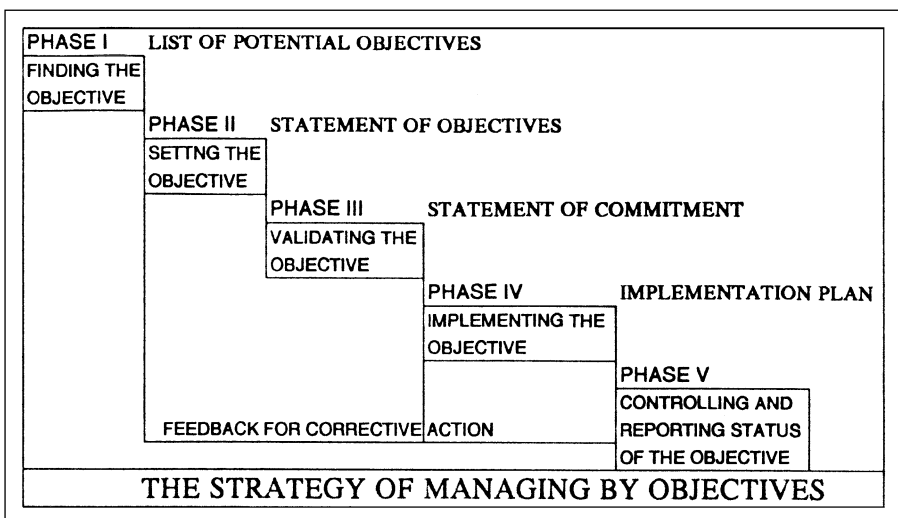 PHASE I LIST OF POTENTIAL OBJECTIVES
FINDING THE
OBJECTIVE
PHASE II STATEMENT OF OBJECTIVES
SETTNG THE
OBJECTIVE
PHASE III STATEMENT OF COMMITMENT
VALIDATING THE
OBJECTIVE
PHASE IV IMPLEMENTATION PLAN
IMPLEMENTING THE
OBJECTIVE
PHASE V
CONTROLLING AND
FEEDBACK FOR CORRECTIVE ACTION REPORTING STATUS
OF THE OBJECTIVE
THE STRATEGY OF MANAGING BY OBJECTIVES